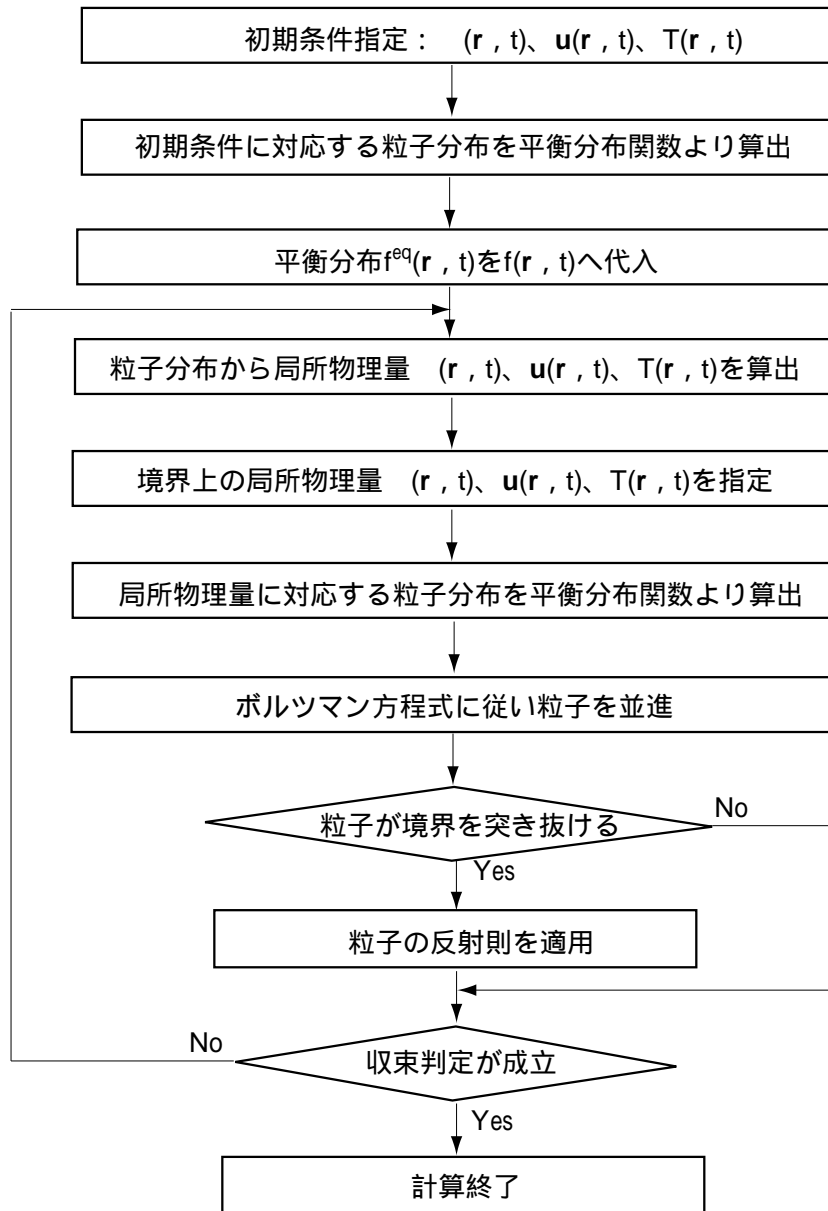 初期条件指定： (r , t)、u(r , t)、T(r , t)
初期条件に対応する粒子分布を平衡分布関数より算出
平衡分布f^eq(r , t)をf(r , t)へ代入
粒子分布から局所物理量 (r , t)、u(r , t)、T(r , t)を算出
境界上の局所物理量 (r , t)、u(r , t)、T(r , t)を指定
局所物理量に対応する粒子分布を平衡分布関数より算出
ボルツマン方程式に従い粒子を並進
粒子が境界を突き抜ける
No
Yes
粒子の反射則を適用
No
収束判定が成立
Yes
計算終了